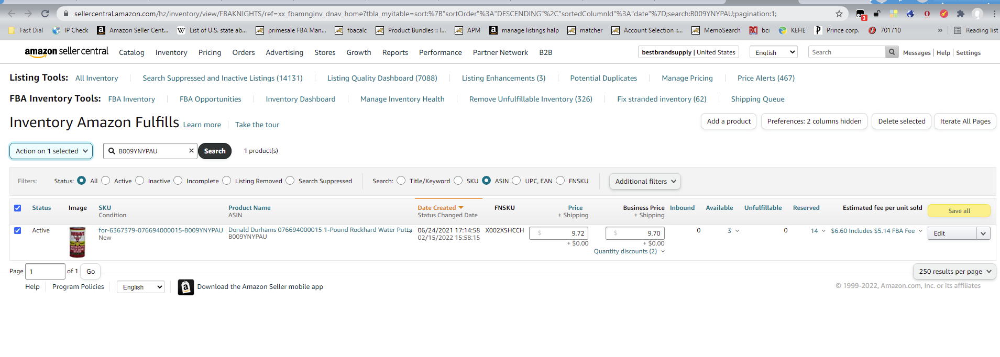 sellercentral.amazon.com/hz/inventory/view/FBAKNIGHTS/ref=xx_fbamnginv_dnav_home?tbla_myitable=sort:%7B"sortOrder"%3A"DESCENDING"%2C"sortedColumnId"%3A"date"%7D;search:B009YNYPAU;pagination:1; 3
Fast Dial IP Check Amazon Seller Cent... List of U.S. state ab... primesale FBA Man... fbacalc Product Bundles :: I... APM manage listings halp matcher Account Selection ::... MemoSearch bci KEHE Prince corp. 701710 » Reading list
amazon seller central Catalog Inventory Pricing Orders Advertising Stores Growth Reports Performance Partner Network B2B bestbrandsupply | United States English Search Messages | Help | Settings
Listing Tools: All Inventory Search Suppressed and Inactive Listings (14131) Listing Quality Dashboard (7088) Listing Enhancements (3) Potential Duplicates Manage Pricing Price Alerts (467)
FBA Inventory Tools: FBA Inventory FBA Opportunities Inventory Dashboard Manage Inventory Health Remove Unfulfillable Inventory (326) Fix stranded inventory (62) Shipping Queue
Inventory Amazon Fulfills Learn more Take the tour Add a product Preferences: 2 columns hidden Delete selected Iterate All Pages
Action on 1 selected B009YNYPAU Search 1 product(s)
Filters: Status: All Active Inactive Incomplete Listing Removed Search Suppressed Search: Title/Keyword SKU ASIN UPC, EAN FNSKU Additional filters
Status Image SKU Product Name Date Created FNSKU Price Business Price Inbound Available Unfulfillable Reserved Estimated fee per unit sold Save all
Condition ASIN Status Changed Date + Shipping + Shipping
Active for-6367379-076694000015-B009YNYPAU Donald Durhams 076694000015 1-Pound Rockhard Water Putty 06/24/2021 17:14:58 X002XSHCCH $ 9.72 $ 9.70 0 3 0 14 $6.60 Includes $5.14 FBA Fee Edit
New B009YNYPAU 02/15/2022 15:58:15
+ $0.00 + $0.00
Quantity discounts (2)
Page 1 of 1 Go 250 results per page
Help Program Policies English Download the Amazon Seller mobile app © 1999-2022, Amazon.com, Inc. or its affiliates